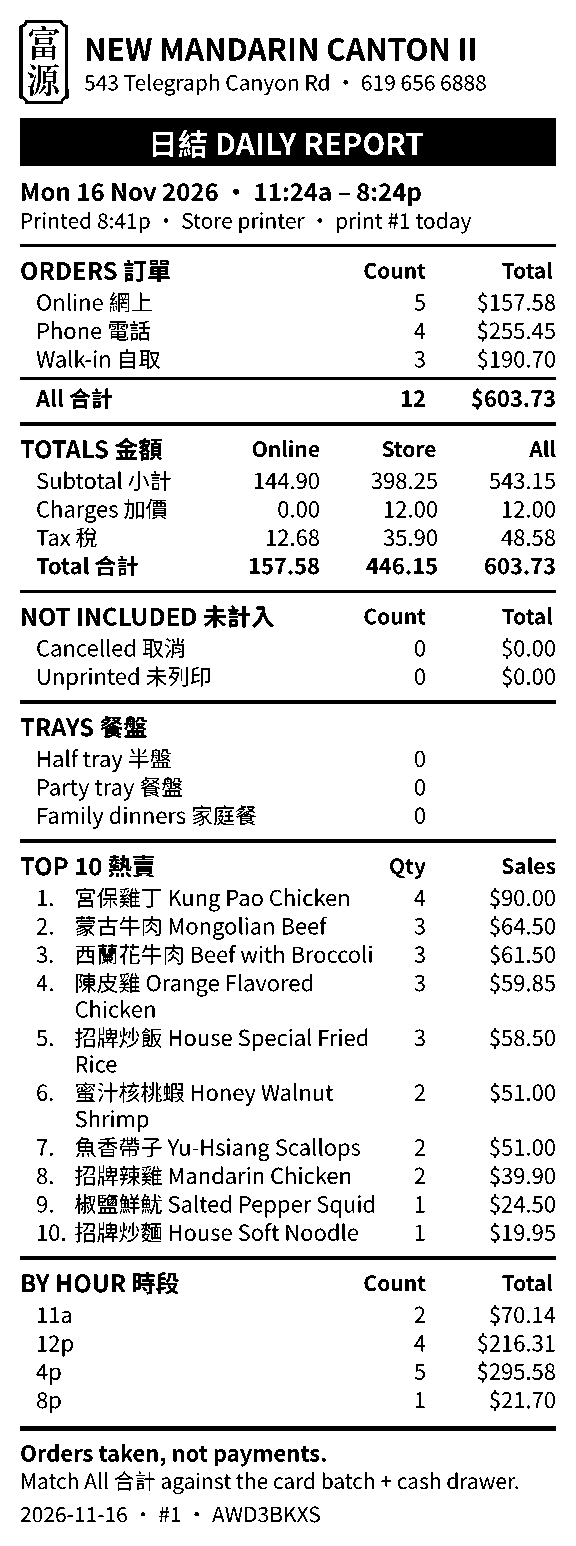 富源
NEW MANDARIN CANTON II
543 Telegraph Canyon Rd • 619 656 6888
日結 DAILY REPORT
Mon 16 Nov 2026 • 11:24a – 8:24p
Printed 8:41p • Store printer • print #1 today
ORDERS 訂單 Count Total
Online 網上 5 $157.58
Phone 電話 4 $255.45
Walk-in 自取 3 $190.70
All 合計 12 $603.73
TOTALS 金額 Online Store All
Subtotal 小計 144.90 398.25 543.15
Charges 加價 0.00 12.00 12.00
Tax 稅 12.68 35.90 48.58
Total 合計 157.58 446.15 603.73
NOT INCLUDED 未計入 Count Total
Cancelled 取消 0 $0.00
Unprinted 未列印 0 $0.00
TRAYS 餐盤
Half tray 半盤 0
Party tray 餐盤 0
Family dinners 家庭餐 0
TOP 10 熱賣 Qty Sales
1. 宮保雞丁 Kung Pao Chicken 4 $90.00
2. 蒙古牛肉 Mongolian Beef 3 $64.50
3. 西蘭花牛肉 Beef with Broccoli 3 $61.50
4. 陳皮雞 Orange Flavored 3 $59.85
Chicken
5. 招牌炒飯 House Special Fried 3 $58.50
Rice
6. 蜜汁核桃蝦 Honey Walnut 2 $51.00
Shrimp
7. 魚香帶子 Yu-Hsiang Scallops 2 $51.00
8. 招牌辣雞 Mandarin Chicken 2 $39.90
9. 椒鹽鮮魷 Salted Pepper Squid 1 $24.50
10. 招牌炒麵 House Soft Noodle 1 $19.95
BY HOUR 時段 Count Total
11a 2 $70.14
12p 4 $216.31
4p 5 $295.58
8p 1 $21.70
Orders taken, not payments.
Match All 合計 against the card batch + cash drawer.
2026-11-16 • #1 • AWD3BKXS